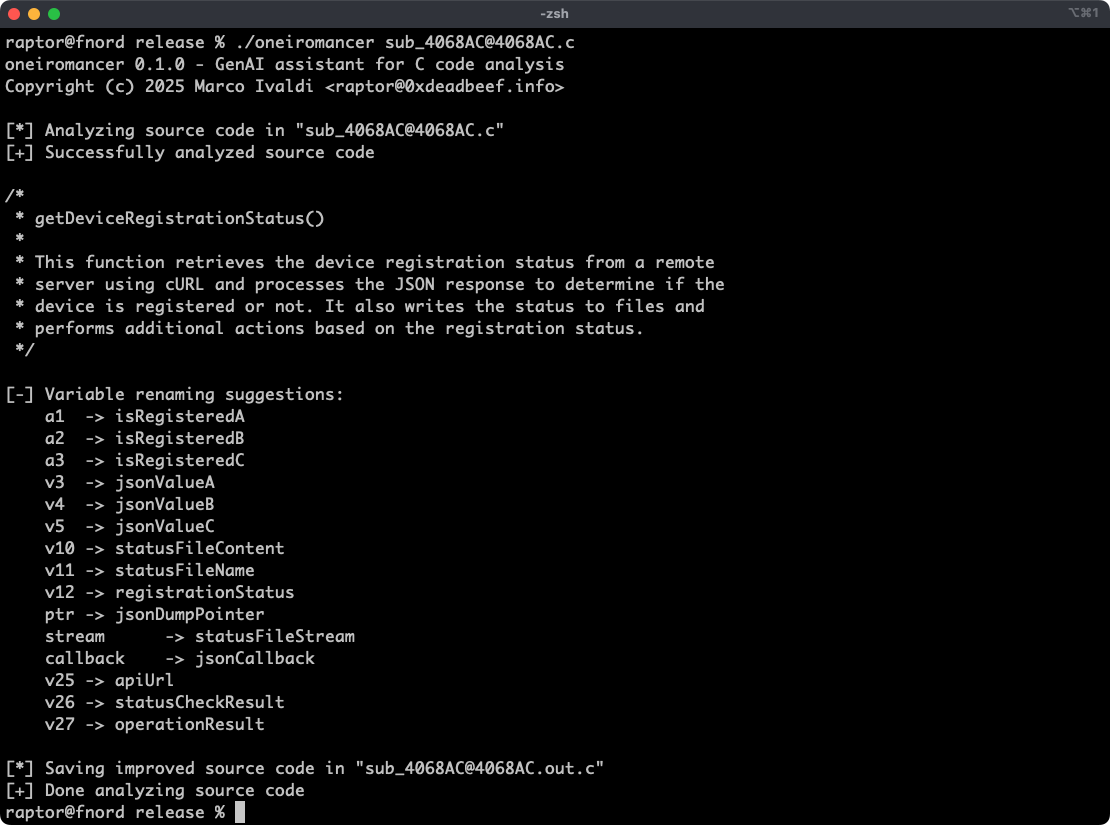 -zsh
⌥⌘1
raptor@fnord release % ./oneiromancer sub_4068AC@4068AC.c
oneiromancer 0.1.0 - GenAI assistant for C code analysis
Copyright (c) 2025 Marco Ivaldi <raptor@0xdeadbeef.info>

[*] Analyzing source code in "sub_4068AC@4068AC.c"
[+] Successfully analyzed source code

/*
 * getDeviceRegistrationStatus()
 *
 * This function retrieves the device registration status from a remote
 * server using cURL and processes the JSON response to determine if the
 * device is registered or not. It also writes the status to files and
 * performs additional actions based on the registration status.
 */

[-] Variable renaming suggestions:
    a1  -> isRegisteredA
    a2  -> isRegisteredB
    a3  -> isRegisteredC
    v3  -> jsonValueA
    v4  -> jsonValueB
    v5  -> jsonValueC
    v10 -> statusFileContent
    v11 -> statusFileName
    v12 -> registrationStatus
    ptr -> jsonDumpPointer
    stream      -> statusFileStream
    callback    -> jsonCallback
    v25 -> apiUrl
    v26 -> statusCheckResult
    v27 -> operationResult

[*] Saving improved source code in "sub_4068AC@4068AC.out.c"
[+] Done analyzing source code
raptor@fnord release %